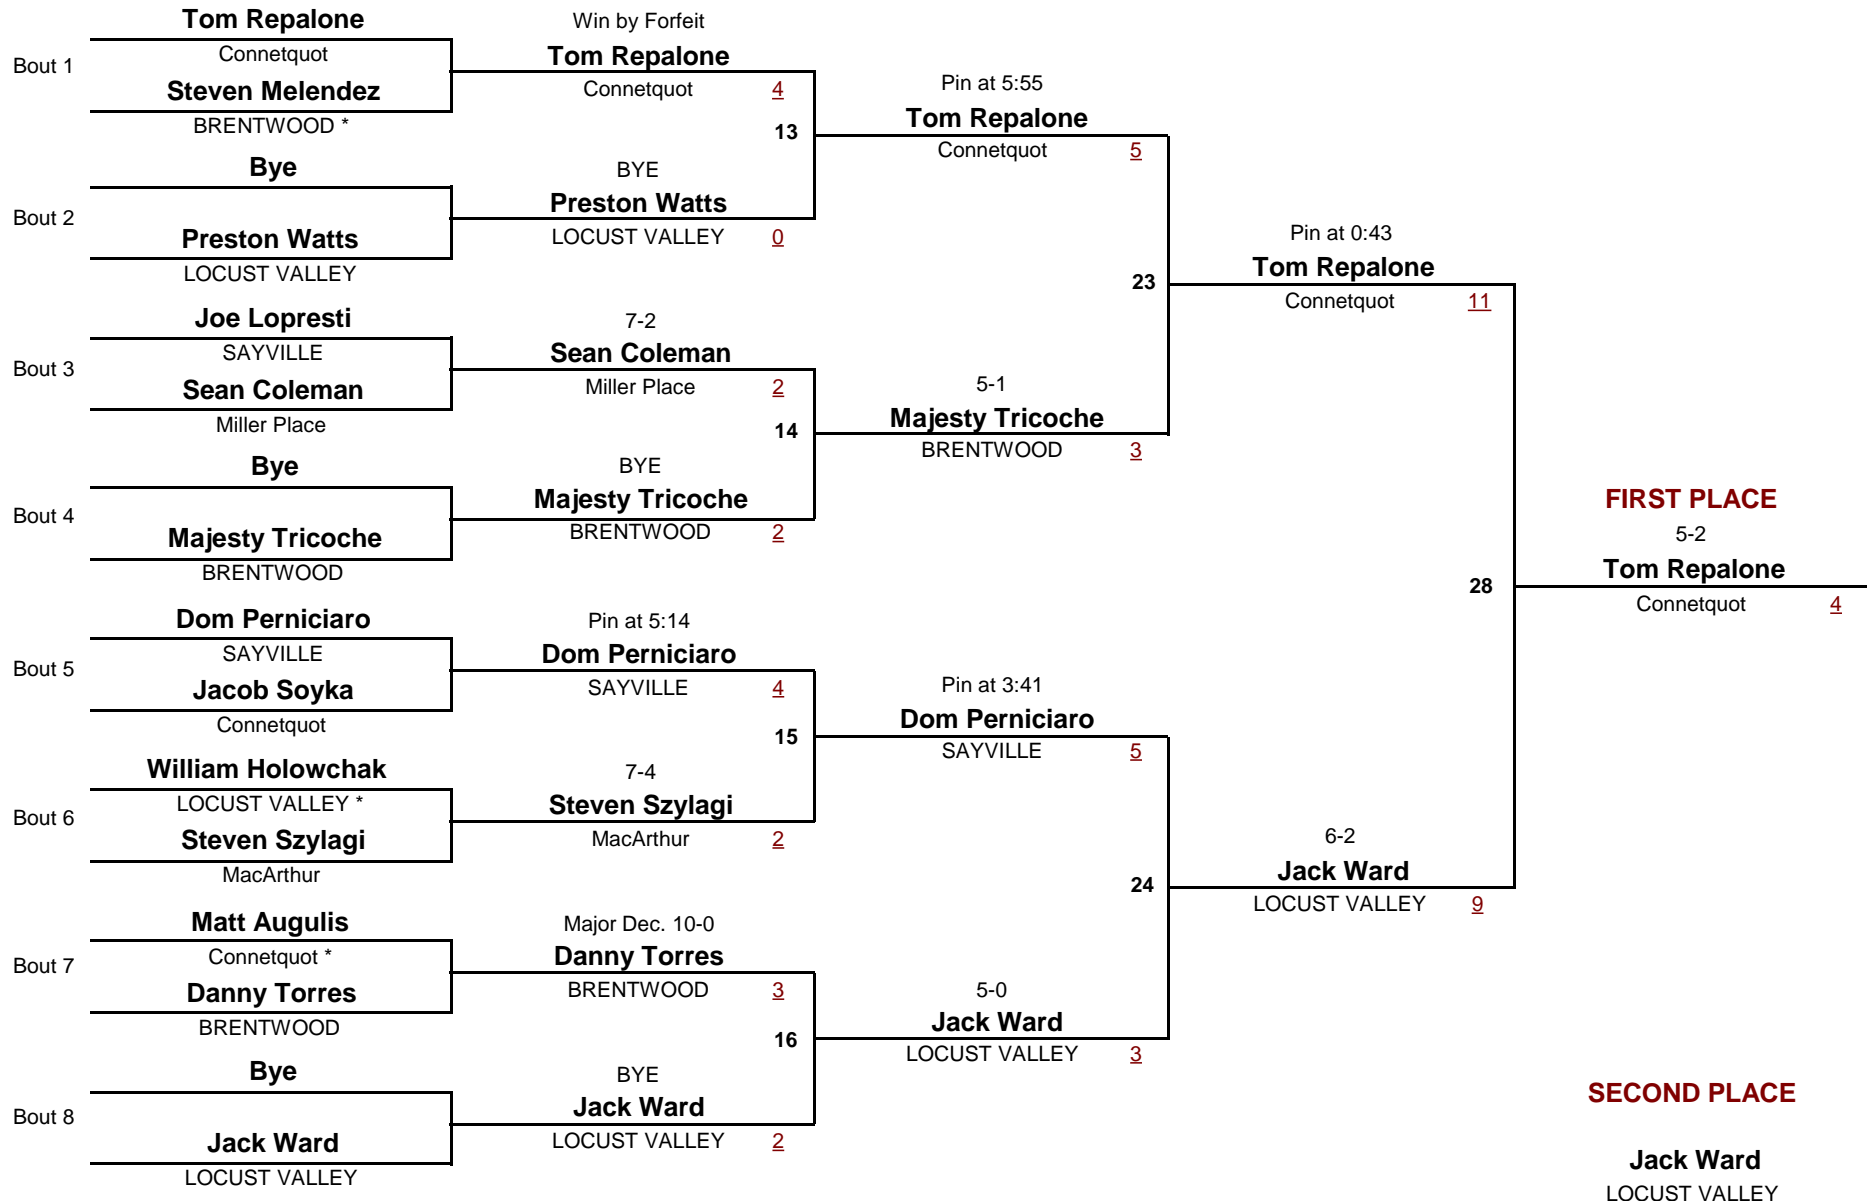 Bout 1
Tom Repalone
Connetquot
Steven Melendez
BRENTWOOD *
Bout 2
Bye
Preston Watts
LOCUST VALLEY
Bout 3
Joe Lopresti
SAYVILLE
Sean Coleman
Miller Place
Bout 4
Bye
Majesty Tricoche
BRENTWOOD
Bout 5
Dom Perniciaro
SAYVILLE
Jacob Soyka
Connetquot
Bout 6
William Holowchak
LOCUST VALLEY *
Steven Szylagi
MacArthur
Bout 7
Matt Augulis
Connetquot *
Danny Torres
BRENTWOOD
Bout 8
Bye
Jack Ward
LOCUST VALLEY
Win by Forfeit
Tom Repalone
Connetquot 4
13
BYE
Preston Watts
LOCUST VALLEY 0
7-2
Sean Coleman
Miller Place 2
14
BYE
Majesty Tricoche
BRENTWOOD 2
Pin at 5:14
Dom Perniciaro
SAYVILLE 4
15
7-4
Steven Szylagi
MacArthur 2
Major Dec. 10-0
Danny Torres
BRENTWOOD 3
16
BYE
Jack Ward
LOCUST VALLEY 2
Pin at 5:55
Tom Repalone
Connetquot 5
23
5-1
Majesty Tricoche
BRENTWOOD 3
Pin at 3:41
Dom Perniciaro
SAYVILLE 5
24
5-0
Jack Ward
LOCUST VALLEY 3
Pin at 0:43
Tom Repalone
Connetquot 11
28
6-2
Jack Ward
LOCUST VALLEY 9
FIRST PLACE
5-2
Tom Repalone
Connetquot 4
SECOND PLACE
Jack Ward
LOCUST VALLEY